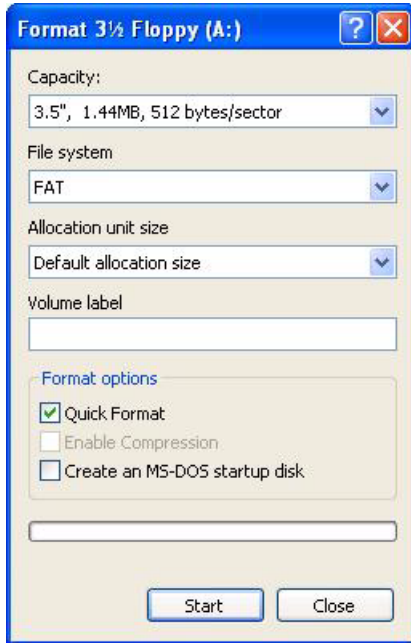 Format 3½ Floppy (A:)
?
X
Capacity:
3.5", 1.44MB, 512 bytes/sector
File system
FAT
Allocation unit size
Default allocation size
Volume label
Format options
Quick Format
Enable Compression
Create an MS-DOS startup disk
Start Close